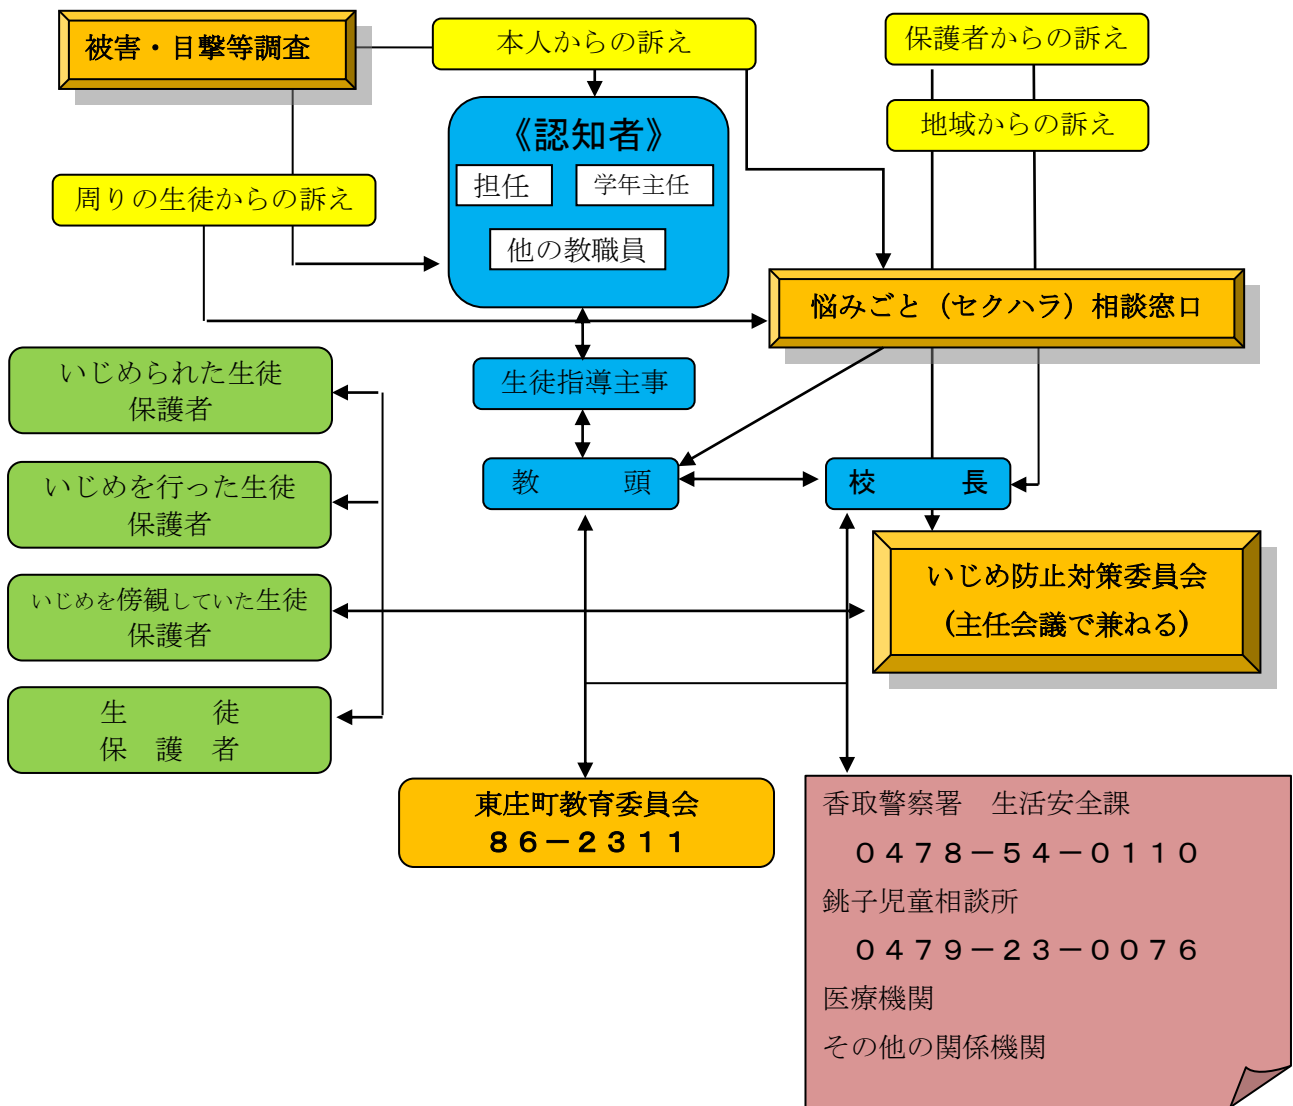 被害・目撃等調査
本人からの訴え
保護者からの訴え
地域からの訴え
《認知者》
担任
学年主任
他の教職員
周りの生徒からの訴え
悩みごと（セクハラ）相談窓口
いじめられた生徒
保護者
生徒指導主事
いじめを行った生徒
保護者
教　　　頭
校　　　長
いじめ防止対策委員会
（主任会議で兼ねる）
いじめを傍観していた生徒
保護者
生　　　徒
保　護　者
東庄町教育委員会
８６－２３１１
香取警察署　生活安全課
０４７８－５４－０１１０
銚子児童相談所
０４７９－２３－００７６
医療機関
その他の関係機関